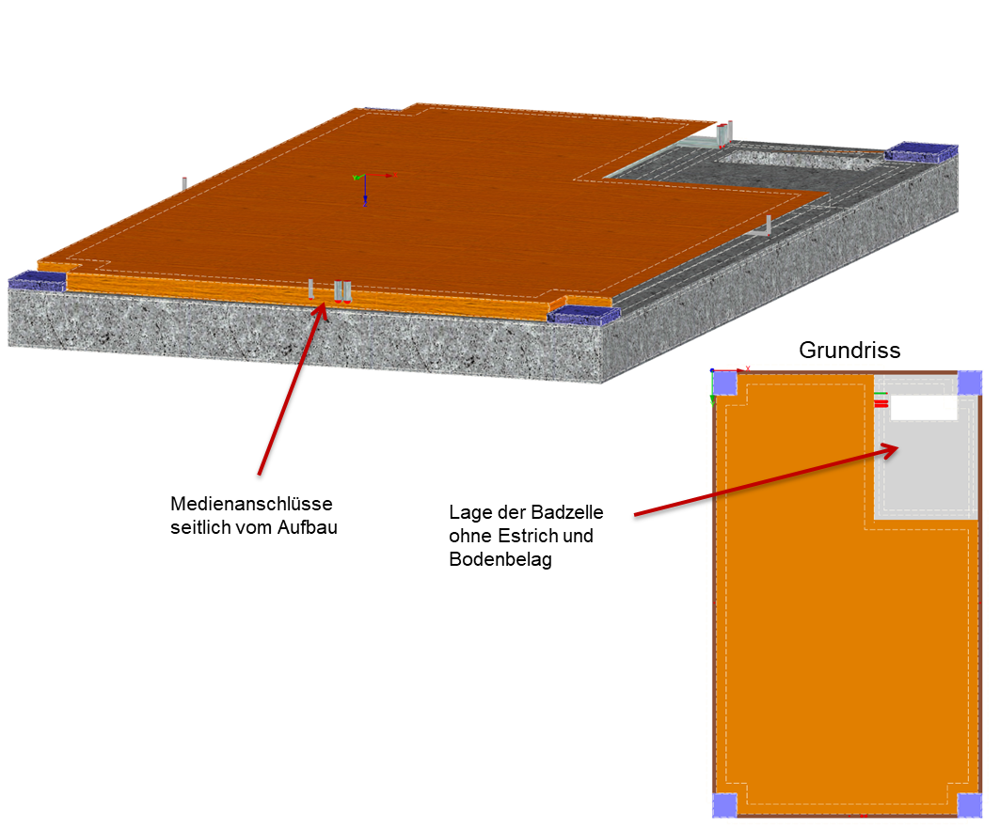 Grundriss
Medienanschlüsse
seitlich vom Aufbau
Lage der Badzelle
ohne Estrich und
Bodenbelag